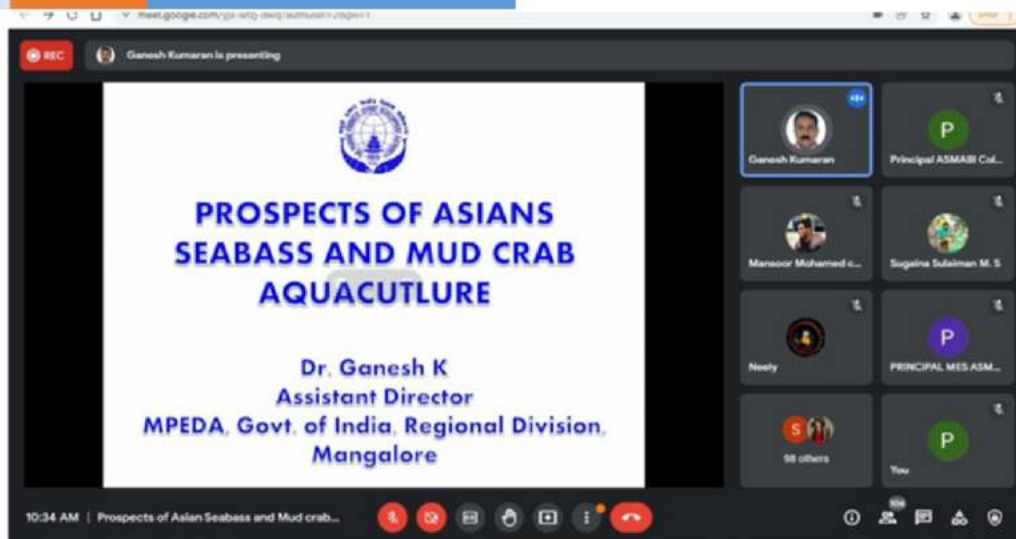 REC
Ganesh Kumaran is presenting
PROSPECTS OF ASIANS
SEABASS AND MUD CRAB
AQUACUTLURE
Dr. Ganesh K
Assistant Director
MPEDA, Govt. of India, Regional Division,
Mangalore
Ganesh Kumaran
P
Principal ASMABI Col...
Mansoor Mohamed c...
Sugaina Sulaiman M. S
Neely
P
PRINCIPAL MES ASM...
S
98 others
P
You
10:34 AM | Prospects of Asian Seabass and Mud crab...